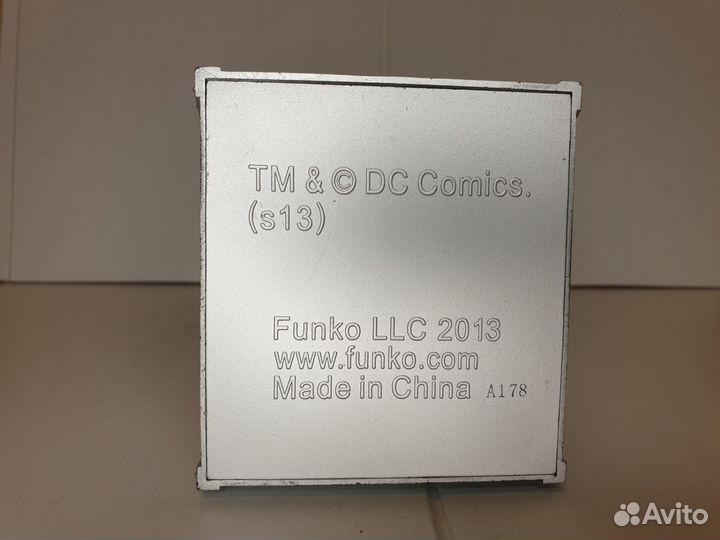 TM & © DC Comics.
(s13)
Funko LLC 2013
www.funko.com
Made in China A178
Avito